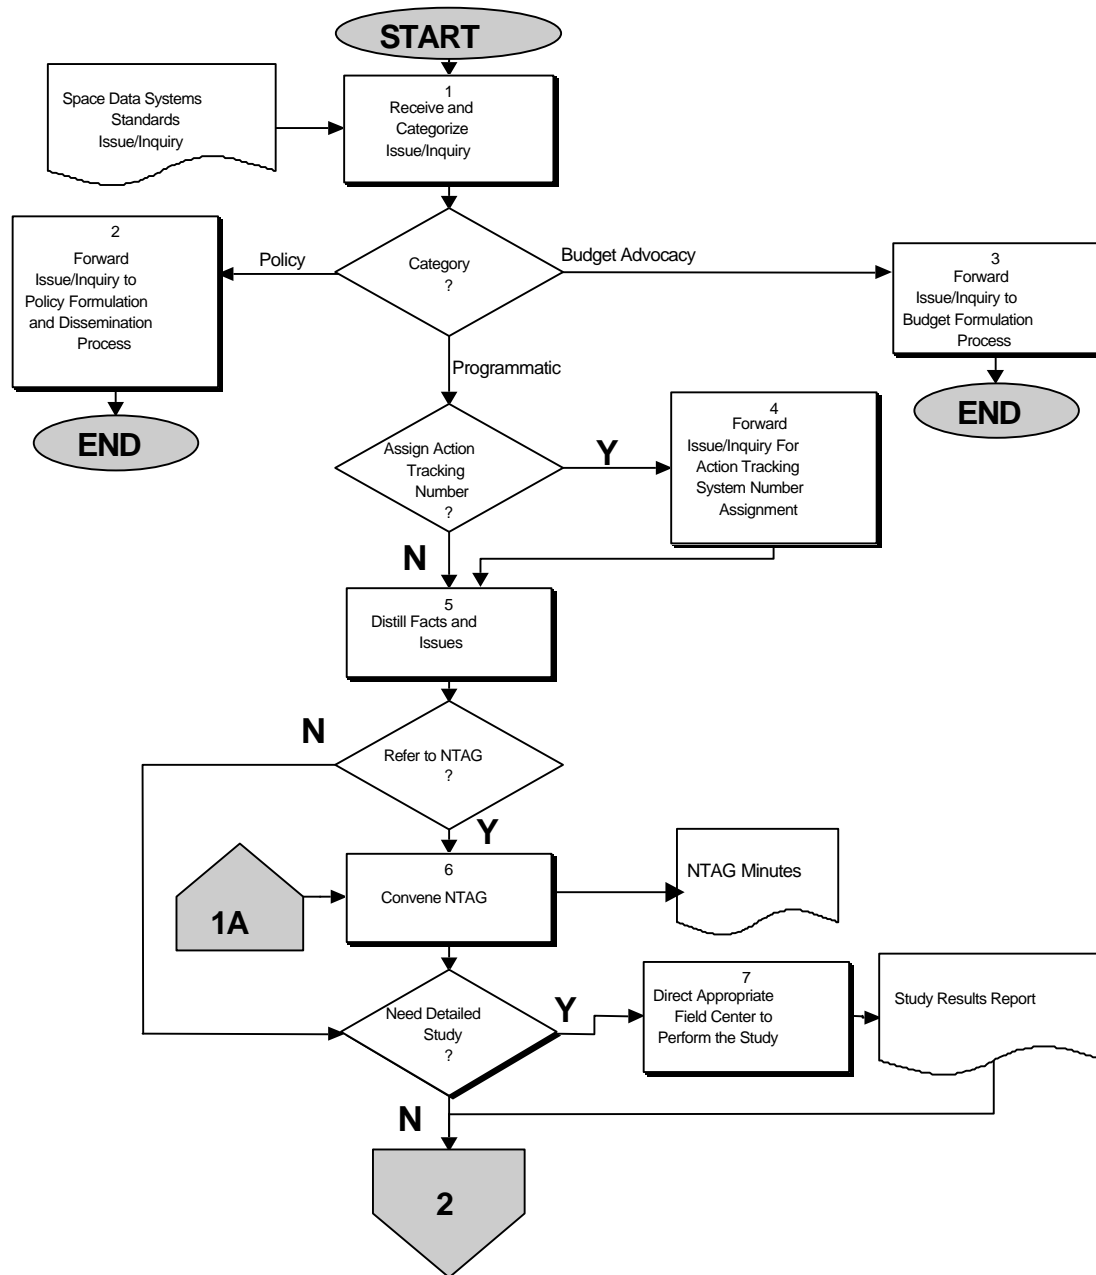 START
Space Data Systems
Standards
Issue/Inquiry
1
Receive and
Categorize
Issue/Inquiry
2
Forward
Issue/Inquiry to
Policy Formulation
and Dissemination
Process
Policy
Category
?
Budget Advocacy
3
Forward
Issue/Inquiry to
Budget Formulation
Process
Programmatic
END
END
Assign Action
Tracking
Number
?
Y
4
Forward
Issue/Inquiry For
Action Tracking
System Number
Assignment
N
5
Distill Facts and
Issues
N
Refer to NTAG
?
Y
1A
6
Convene NTAG
NTAG Minutes
Need Detailed
Study
?
Y
7
Direct Appropriate
Field Center to
Perform the Study
Study Results Report
N
2